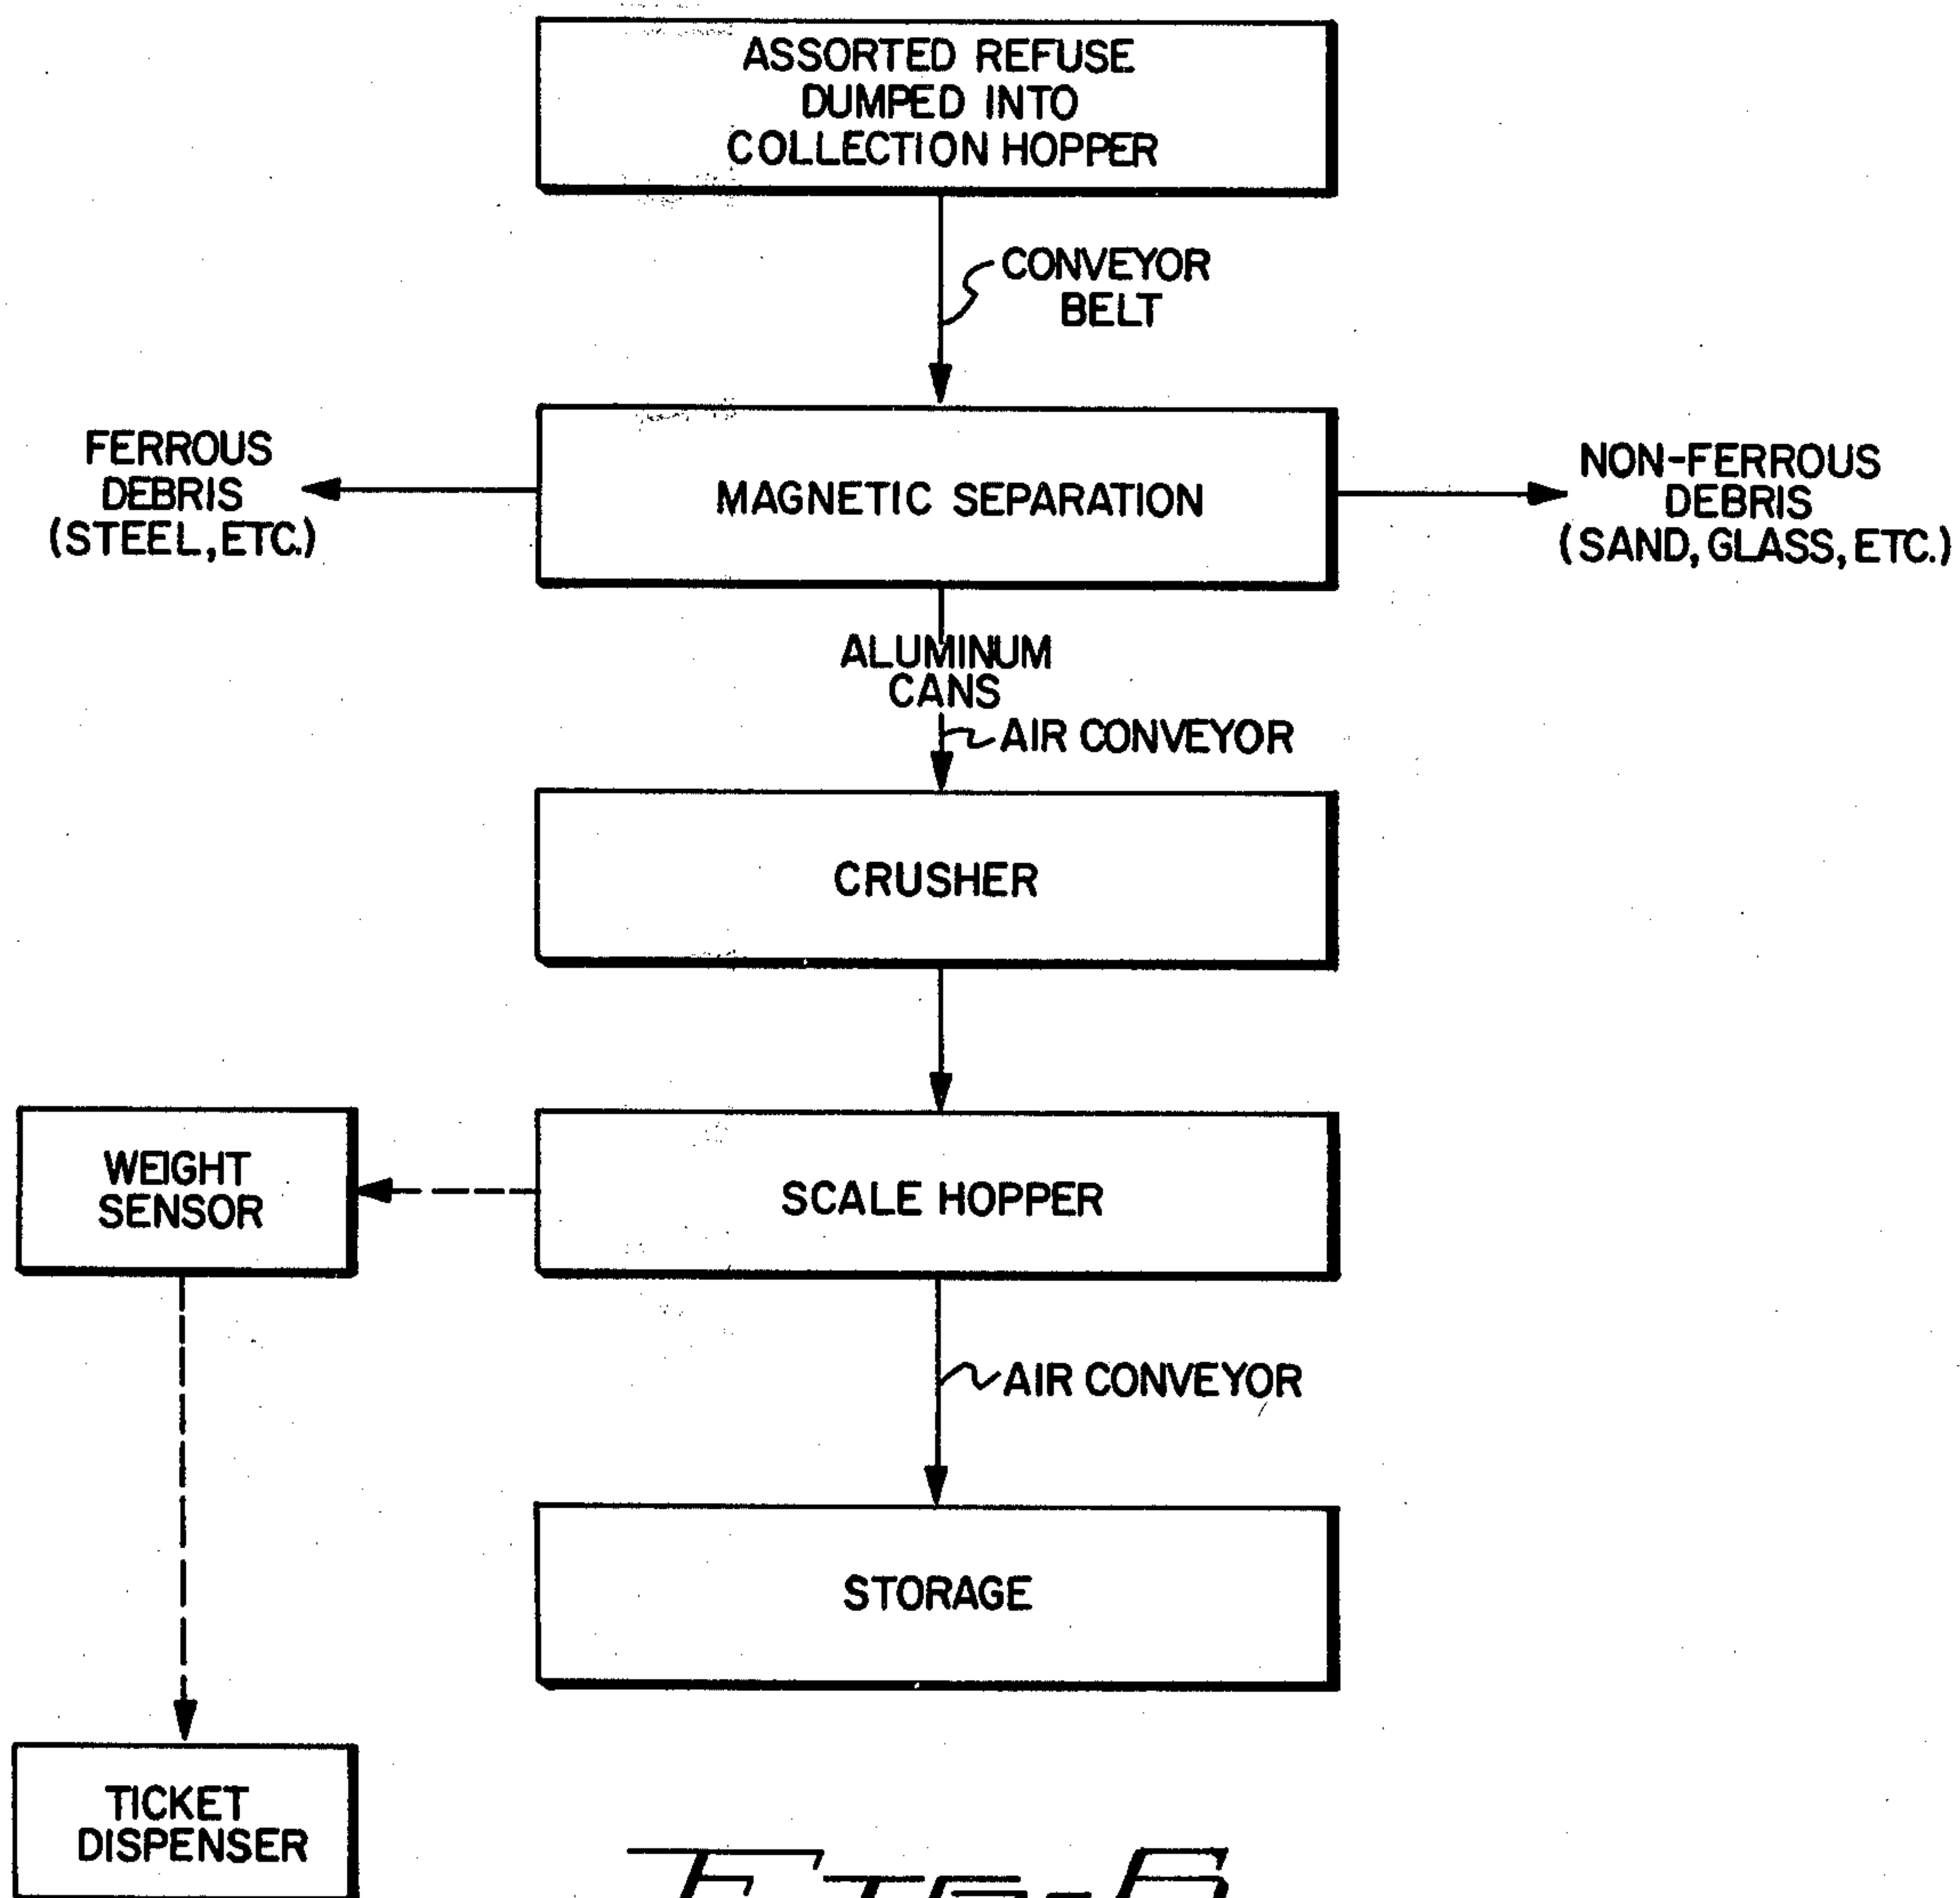 ASSORTED REFUSE
DUMPED INTO
COLLECTION HOPPER
CONVEYOR
BELT
FERROUS
DEBRIS
(STEEL, ETC.)
MAGNETIC SEPARATION
NON-FERROUS
DEBRIS
(SAND, GLASS, ETC.)
ALUMINUM
CANS
AIR CONVEYOR
CRUSHER
WEIGHT
SENSOR
SCALE HOPPER
AIR CONVEYOR
STORAGE
TICKET
DISPENSER